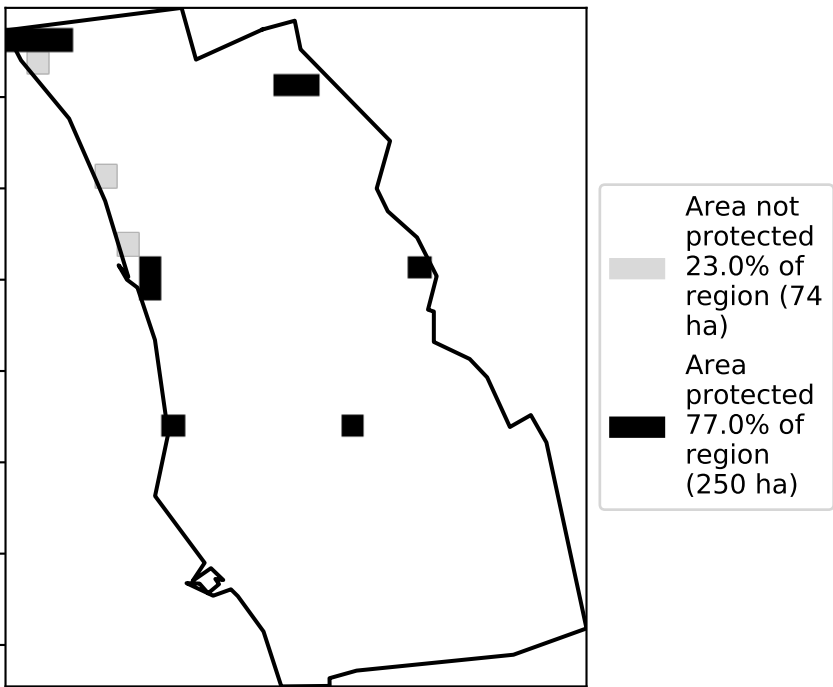 Area not
protected
23.0% of
region (74
ha)
Area
protected
77.0% of
region
(250 ha)